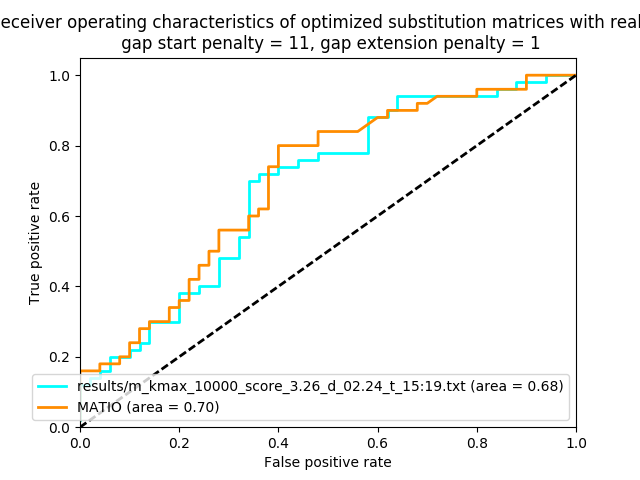 eceiver operating characteristics of optimized substitution matrices with real
gap start penalty = 11, gap extension penalty = 1
1.0
0.8
0.6
0.4
0.2
0.0
True positive rate
results/m_kmax_10000_score_3.26_d_02.24_t_15:19.txt (area = 0.68)
MATIO (area = 0.70)
0.0 0.2 0.4 0.6 0.8 1.0
False positive rate